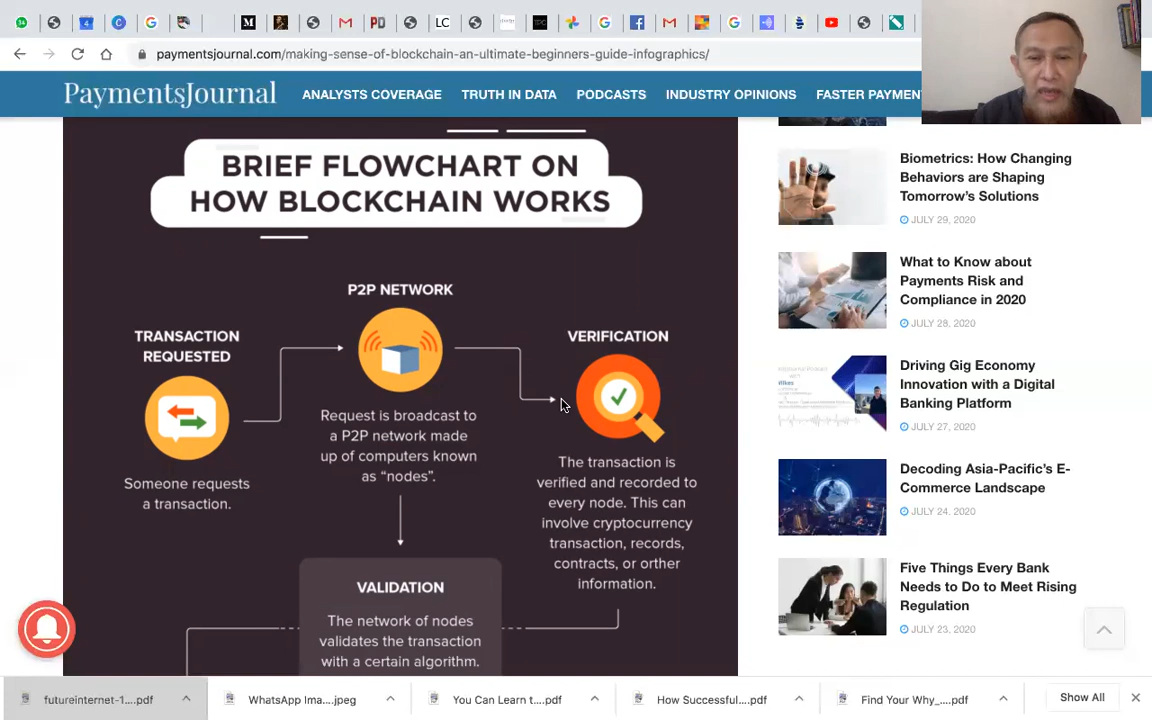 paymentsjournal.com/making-sense-of-blockchain-an-ultimate-beginners-guide-infographics/
PaymentsJournal
ANALYSTS COVERAGE
TRUTH IN DATA
PODCASTS
INDUSTRY OPINIONS
FASTER PAYMEN
BRIEF FLOWCHART ON
HOW BLOCKCHAIN WORKS
TRANSACTION
REQUESTED
Someone requests
a transaction.
P2P NETWORK
Request is broadcast to
a P2P network made
up of computers known
as “nodes”.
VERIFICATION
The transaction is
verified and recorded to
every node. This can
involve cryptocurrency
transaction, records,
contracts, or orther
information.
VALIDATION
The network of nodes
validates the transaction
with a certain algorithm.
Biometrics: How Changing
Behaviors are Shaping
Tomorrow’s Solutions
JULY 29, 2020
What to Know about
Payments Risk and
Compliance in 2020
JULY 28, 2020
Driving Gig Economy
Innovation with a Digital
Banking Platform
JULY 27, 2020
Decoding Asia-Pacific’s E-
Commerce Landscape
JULY 24, 2020
Five Things Every Bank
Needs to Do to Meet Rising
Regulation
JULY 23, 2020
futureinternet-1....pdf
WhatsApp Ima....jpeg
You Can Learn t....pdf
How Successful....pdf
Find Your Why_....pdf
Show All